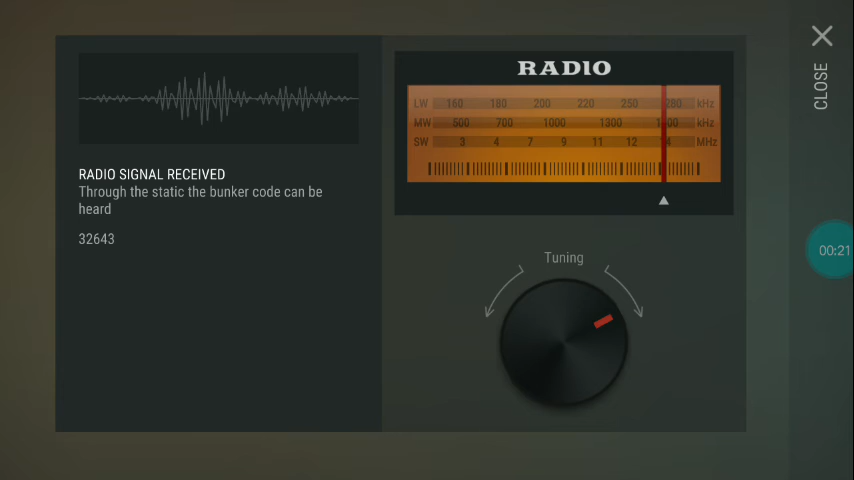 RADIO
CLOSE
LW 160 180 200 220 250 280 kHz
MW 500 700 1000 1300 kHz
SW 3 4 7 9 11 12 MHz
RADIO SIGNAL RECEIVED
Through the static the bunker code can be
heard
32643
Tuning
00:21